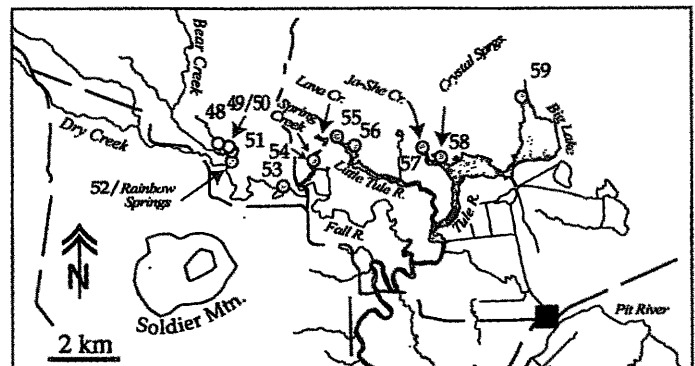 Bear Creek
Crystal Sprgs.
59
Ja-She Cr.
Lava Cr.
49/50
48
Spring Creek
55
56
Big Lake
Dry Creek
51
54
58
57
53
52/Rainbow
Springs
Little Tule R.
Tule R.
Fall R.
N
Soldier Mtn.
Pit River
2 km